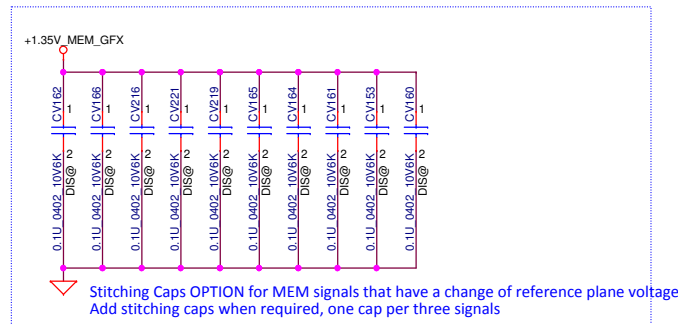 +1.35V_MEM_GFX
CV162
CV166
CV216
CV221
CV219
CV165
CV164
CV161
CV153
CV160
1
1
1
1
1
1
1
1
1
1
2
2
2
2
2
2
2
2
2
2
0.1U_0402_10V6K
0.1U_0402_10V6K
0.1U_0402_10V6K
0.1U_0402_10V6K
0.1U_0402_10V6K
0.1U_0402_10V6K
0.1U_0402_10V6K
0.1U_0402_10V6K
0.1U_0402_10V6K
0.1U_0402_10V6K
DIS@
DIS@
DIS@
DIS@
DIS@
DIS@
DIS@
DIS@
DIS@
DIS@
Stitching Caps OPTION for MEM signals that have a change of reference plane voltage
Add stitching caps when required, one cap per three signals